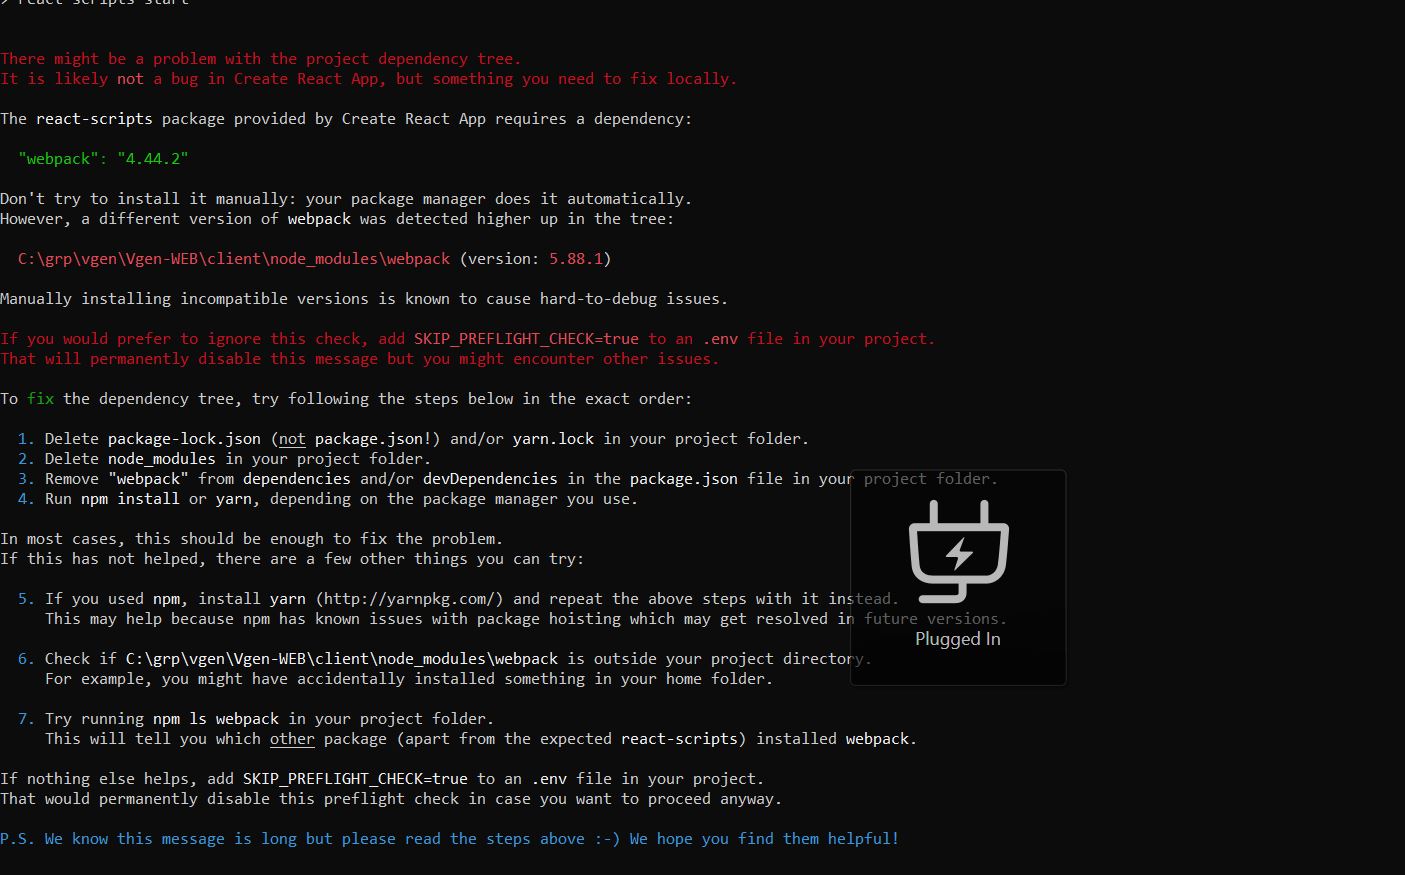 > react-scripts start
There might be a problem with the project dependency tree.
It is likely not a bug in Create React App, but something you need to fix locally.
The react-scripts package provided by Create React App requires a dependency:
"webpack": "4.44.2"
Don't try to install it manually: your package manager does it automatically.
However, a different version of webpack was detected higher up in the tree:
C:\grp\vgen\Vgen-WEB\client\node_modules\webpack (version: 5.88.1)
Manually installing incompatible versions is known to cause hard-to-debug issues.
If you would prefer to ignore this check, add SKIP_PREFLIGHT_CHECK=true to an .env file in your project.
That will permanently disable this message but you might encounter other issues.
To fix the dependency tree, try following the steps below in the exact order:
1. Delete package-lock.json (not package.json!) and/or yarn.lock in your project folder.
2. Delete node_modules in your project folder.
3. Remove "webpack" from dependencies and/or devDependencies in the package.json file in your project folder.
4. Run npm install or yarn, depending on the package manager you use.
In most cases, this should be enough to fix the problem.
If this has not helped, there are a few other things you can try:
5. If you used npm, install yarn (http://yarnpkg.com/) and repeat the above steps with it instead.
This may help because npm has known issues with package hoisting which may get resolved in future versions.
Plugged In
6. Check if C:\grp\vgen\Vgen-WEB\client\node_modules\webpack is outside your project directory.
For example, you might have accidentally installed something in your home folder.
7. Try running npm ls webpack in your project folder.
This will tell you which other package (apart from the expected react-scripts) installed webpack.
If nothing else helps, add SKIP_PREFLIGHT_CHECK=true to an .env file in your project.
That would permanently disable this preflight check in case you want to proceed anyway.
P.S. We know this message is long but please read the steps above :-) We hope you find them helpful!